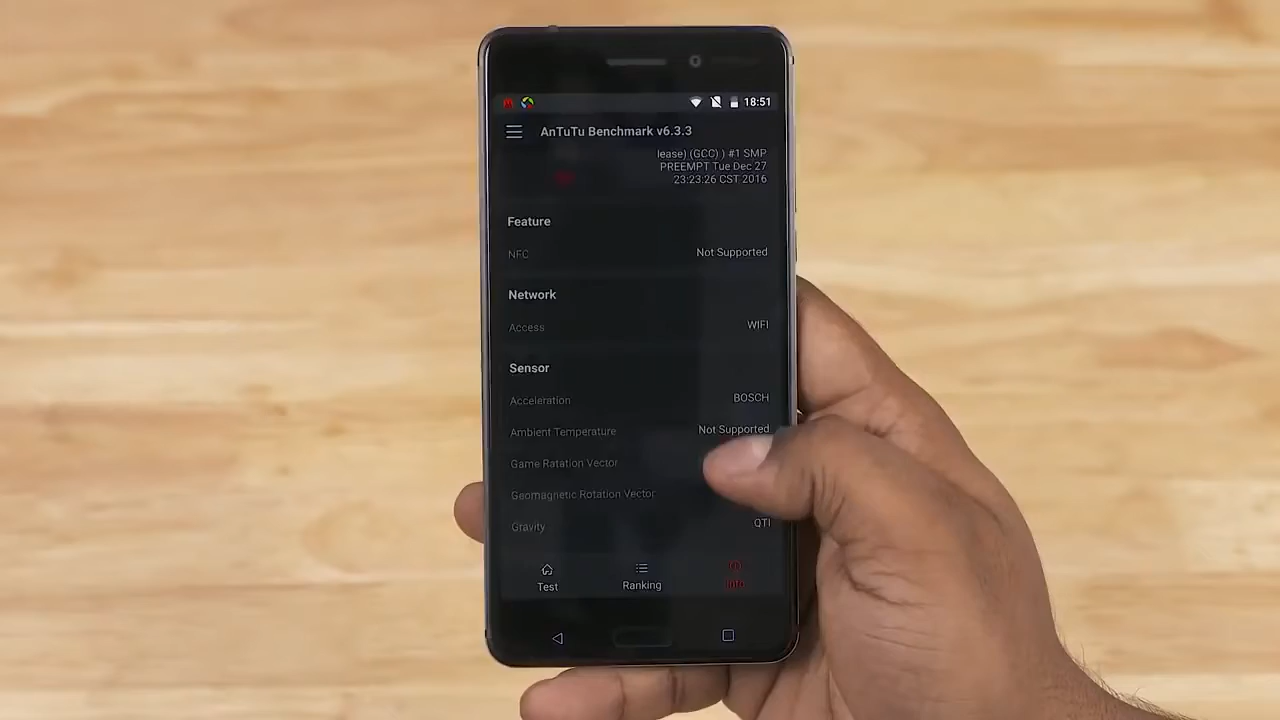 18:51
AnTuTu Benchmark v6.3.3
lease) (GCC) ) #1 SMP
PREEMPT Tue Dec 27
23:23:26 CST 2016
Feature
NFC Not Supported
Network
Access WIFI
Sensor
Acceleration BOSCH
Ambient Temperature Not Supported
Game Ratation Vector
Geomagnetic Rotation Vector
Gravity QTI
Test Ranking Info